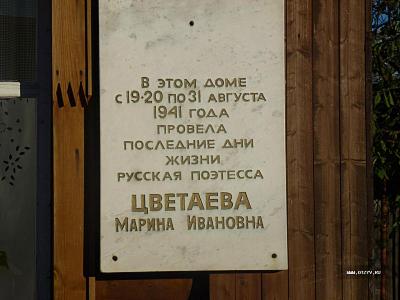 В ЭТОМ ДОМЕ
С 19-20 ПО 31 АВГУСТА
1941 ГОДА
ПРОВЕЛА
ПОСЛЕДНИЕ ДНИ
ЖИЗНИ
РУССКАЯ ПОЭТЕССА
ЦВЕТАЕВА
МАРИНА ИВАНОВНА